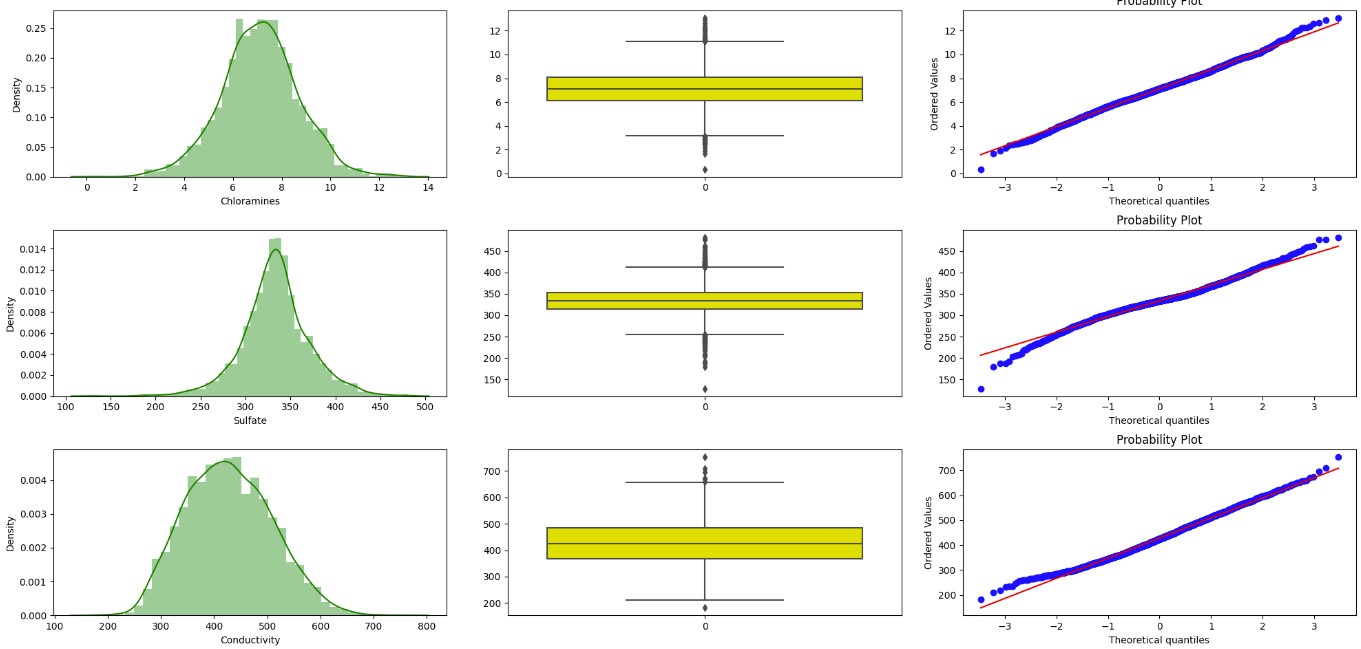 Probability Plot
0.25
0.20
0.15
0.10
0.05
0.00
Density
0 2 4 6 8 10 12 14
Chloramines
12
10
8
6
4
2
0
0
12
10
8
6
4
2
0
Ordered Values
−3 −2 −1 0 1 2 3
Theoretical quantiles
0.014
0.012
0.010
0.008
0.006
0.004
0.002
0.000
Density
100 150 200 250 300 350 400 450 500
Sulfate
450
400
350
300
250
200
150
0
Probability Plot
450
400
350
300
250
200
150
Ordered Values
−3 −2 −1 0 1 2 3
Theoretical quantiles
0.004
0.003
0.002
0.001
0.000
Density
100 200 300 400 500 600 700 800
Conductivity
700
600
500
400
300
200
0
Probability Plot
700
600
500
400
300
200
Ordered Values
−3 −2 −1 0 1 2 3
Theoretical quantiles